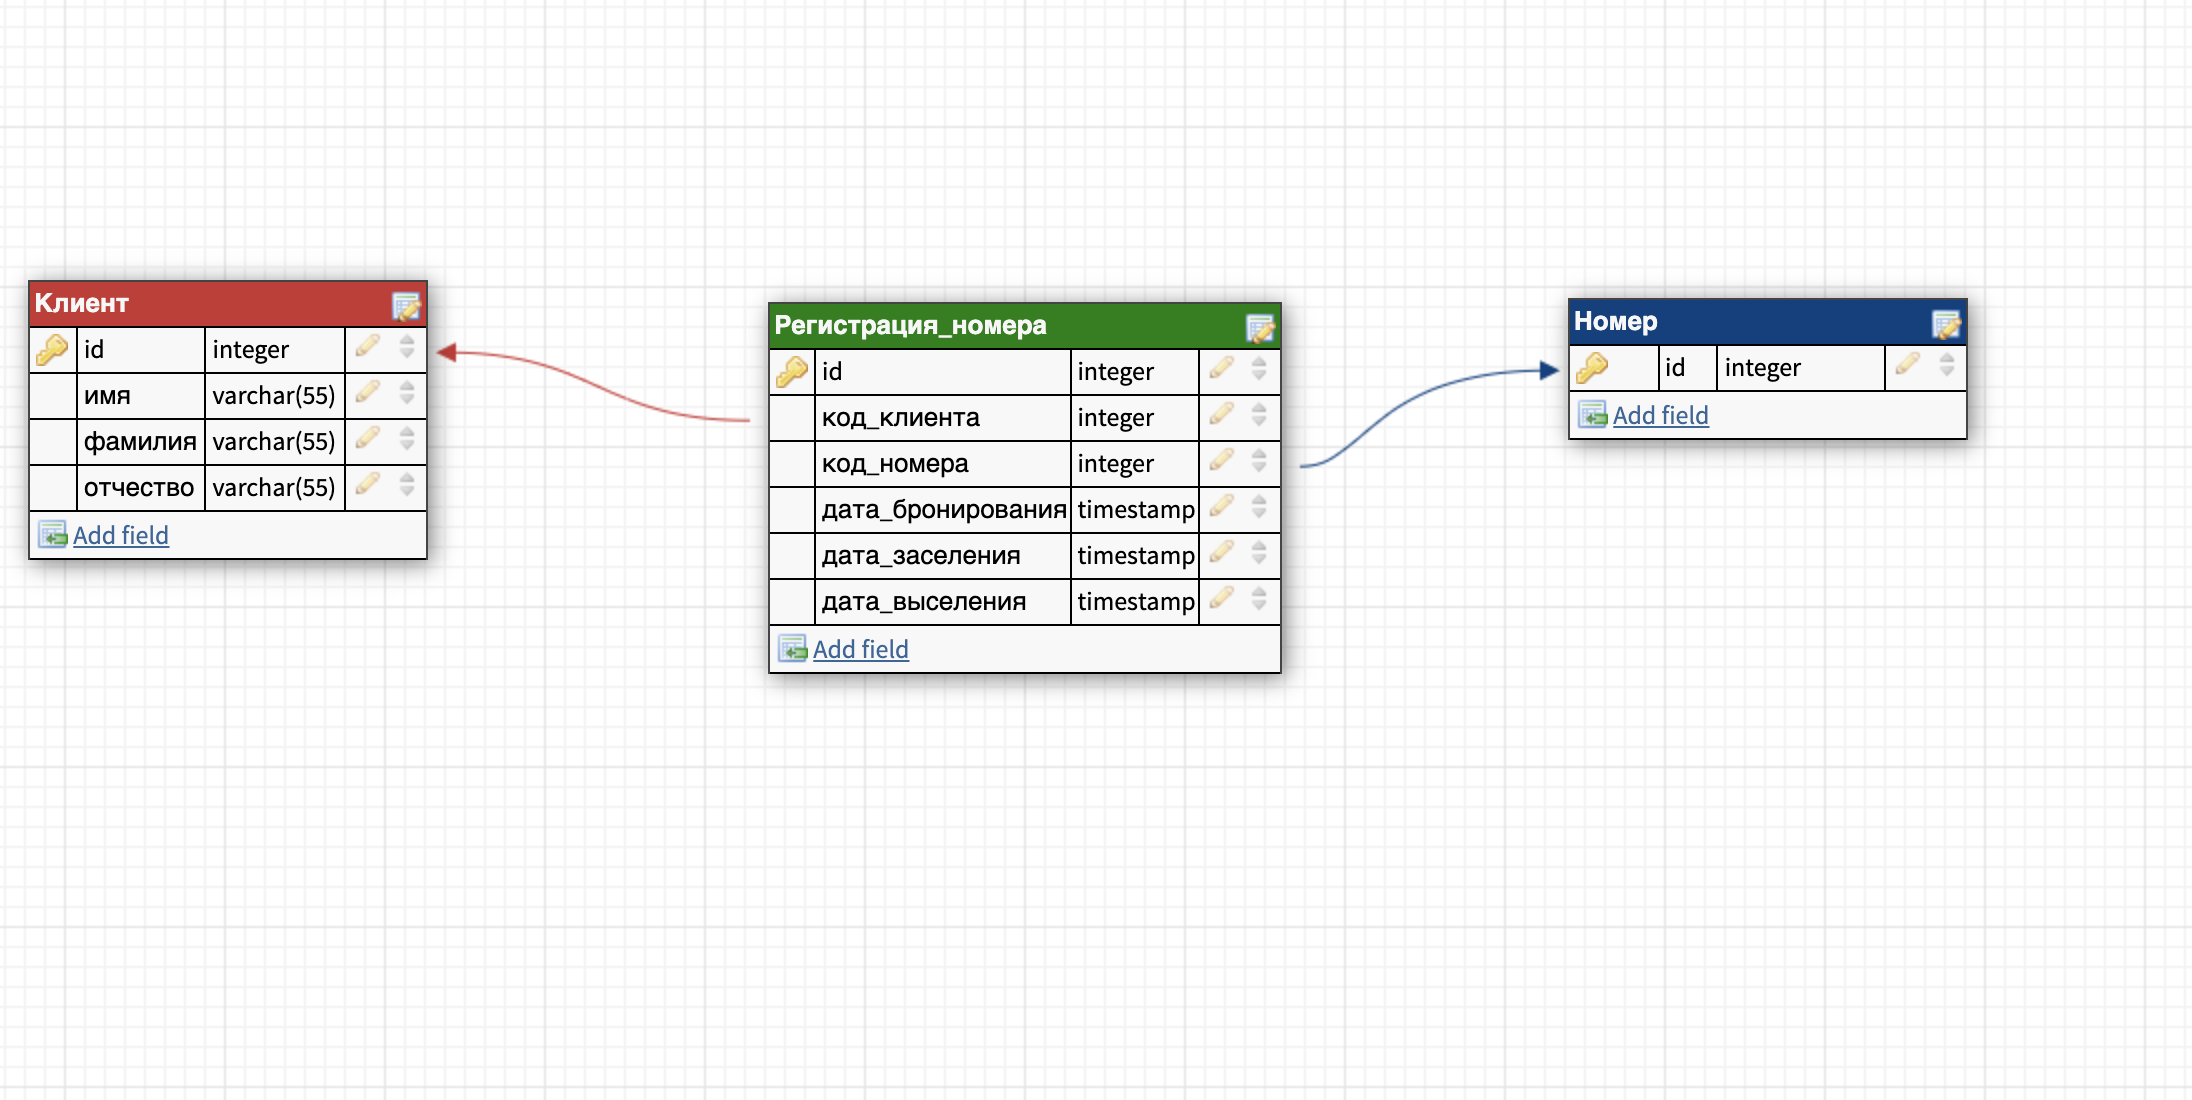 Клиент
id integer
имя varchar(55)
фамилия varchar(55)
отчество varchar(55)
Add field
Регистрация_номера
id integer
код_клиента integer
код_номера integer
дата_бронирования timestamp
дата_заселения timestamp
дата_выселения timestamp
Add field
Номер
id integer
Add field